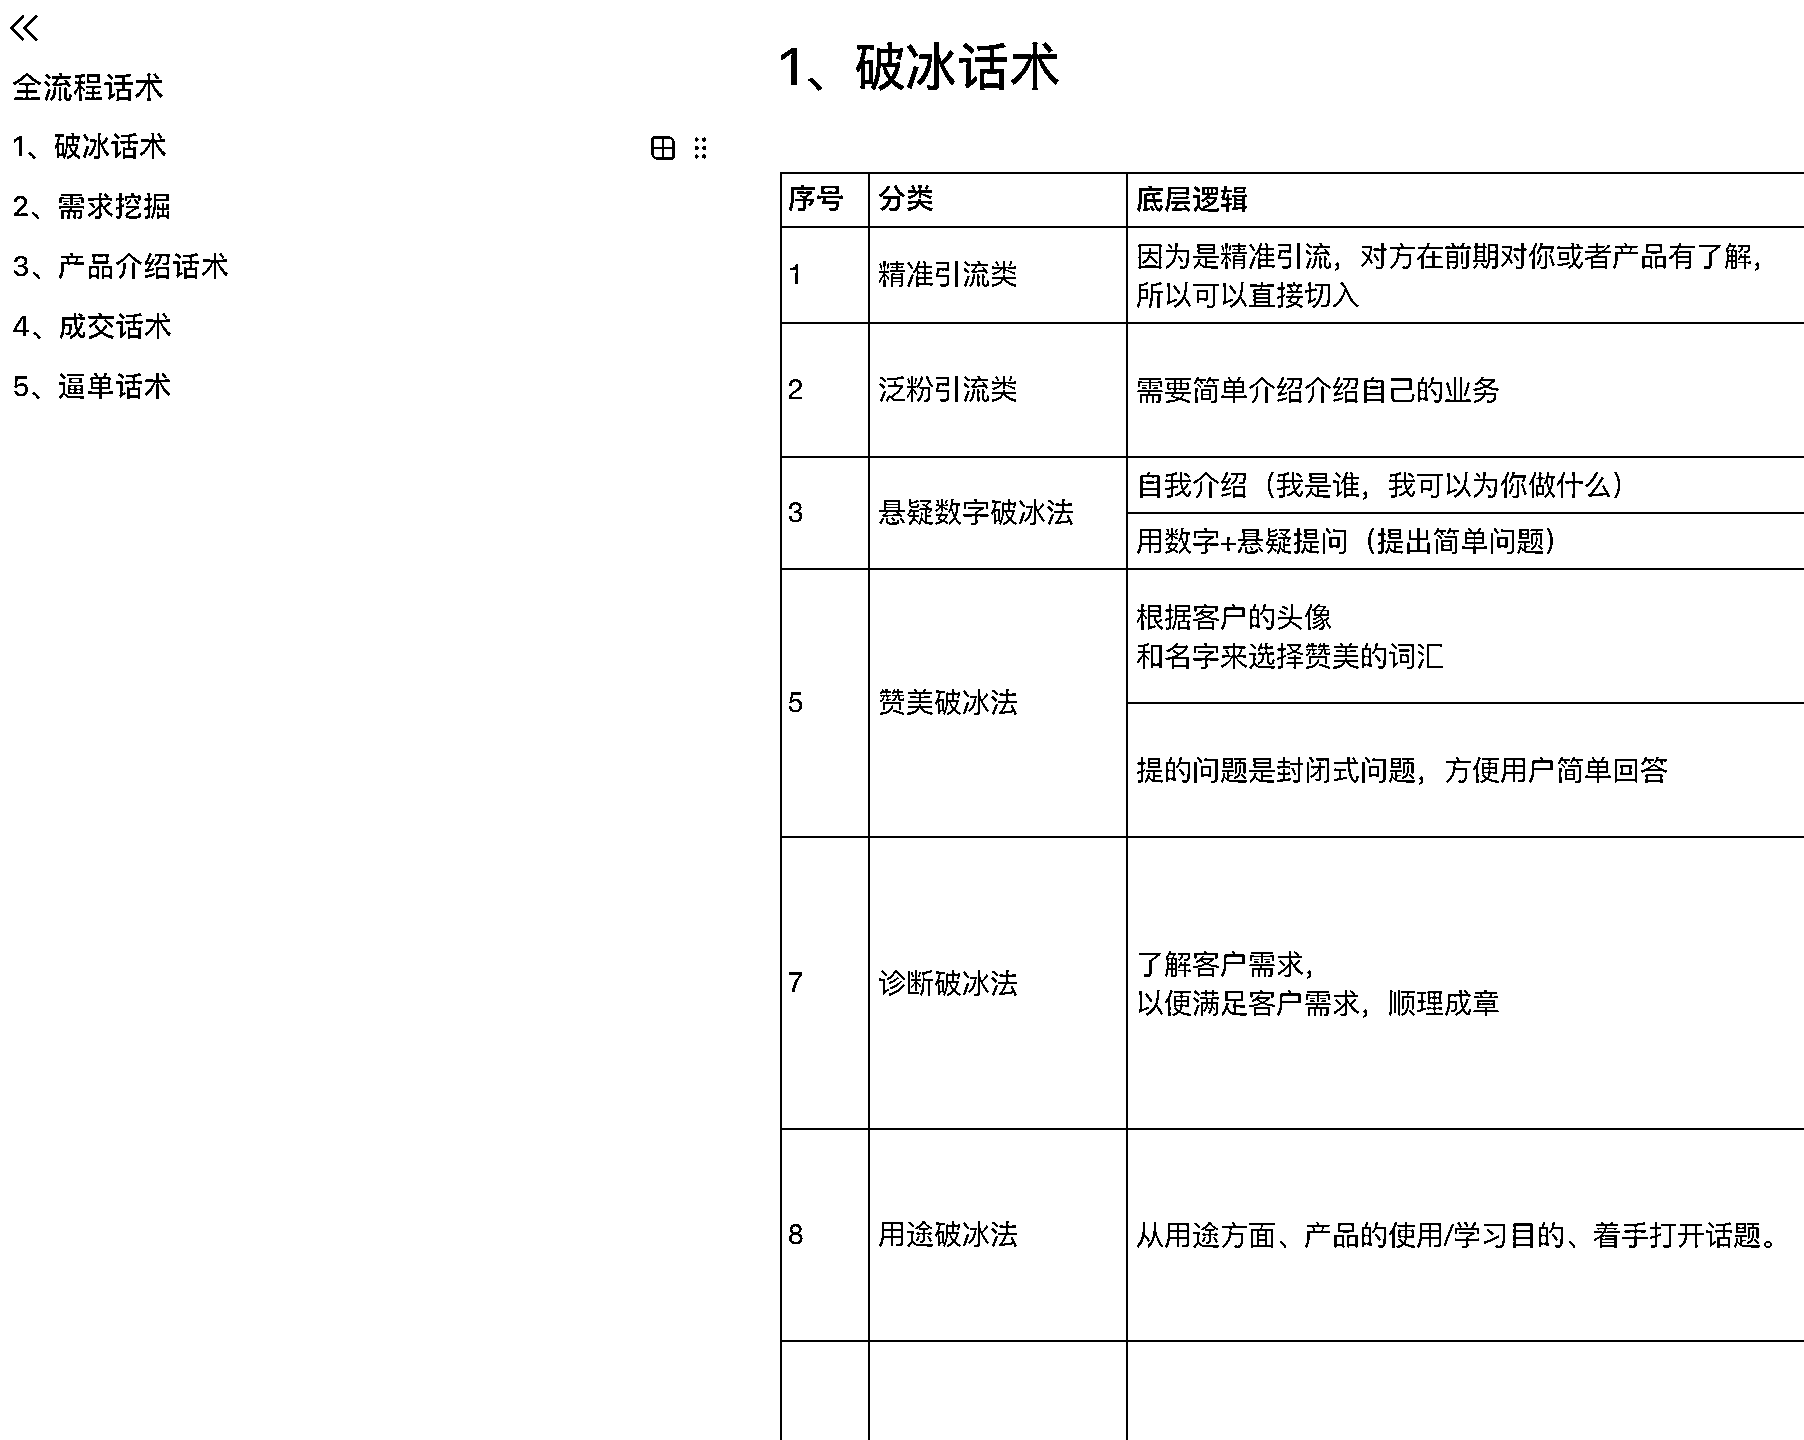 全流程话术
1、破冰话术
2、需求挖掘
3、产品介绍话术
4、成交话术
5、逼单话术
1、破冰话术
序号 分类 底层逻辑
1 精准引流类 因为是精准引流，对方在前期对你或者产品有了解，
所以可以直接切入
2 泛粉引流类 需要简单介绍介绍自己的业务
3 悬疑数字破冰法 自我介绍（我是谁，我可以为你做什么）
用数字+悬疑提问（提出简单问题）
5 赞美破冰法 根据客户的头像
和名字来选择赞美的词汇
提的问题是封闭式问题，方便用户简单回答
7 诊断破冰法 了解客户需求，
以便满足客户需求，顺理成章
8 用途破冰法 从用途方面、产品的使用/学习目的、着手打开话题。